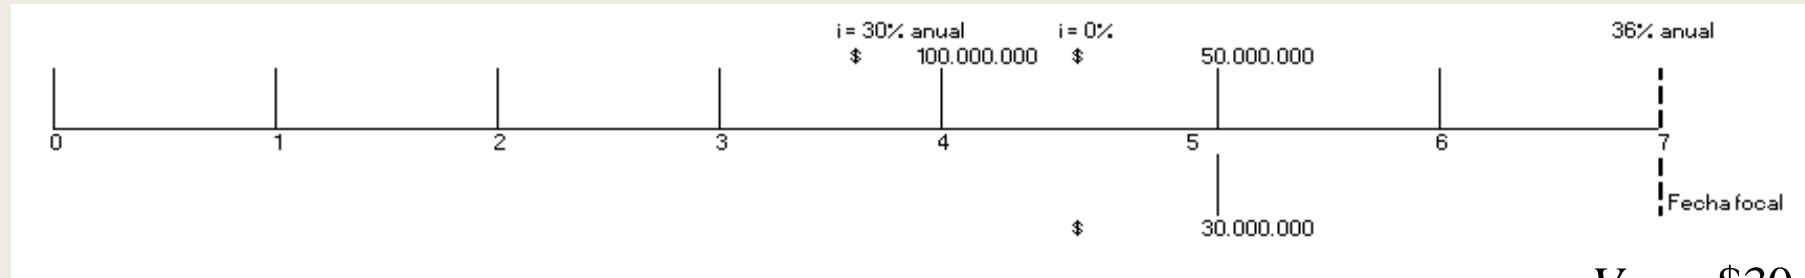 i = 30% anual i = 0% 36% anual
$ 100.000.000 $ 50.000.000
0 1 2 3 4 5 6 7
Fecha focal
$ 30.000.000